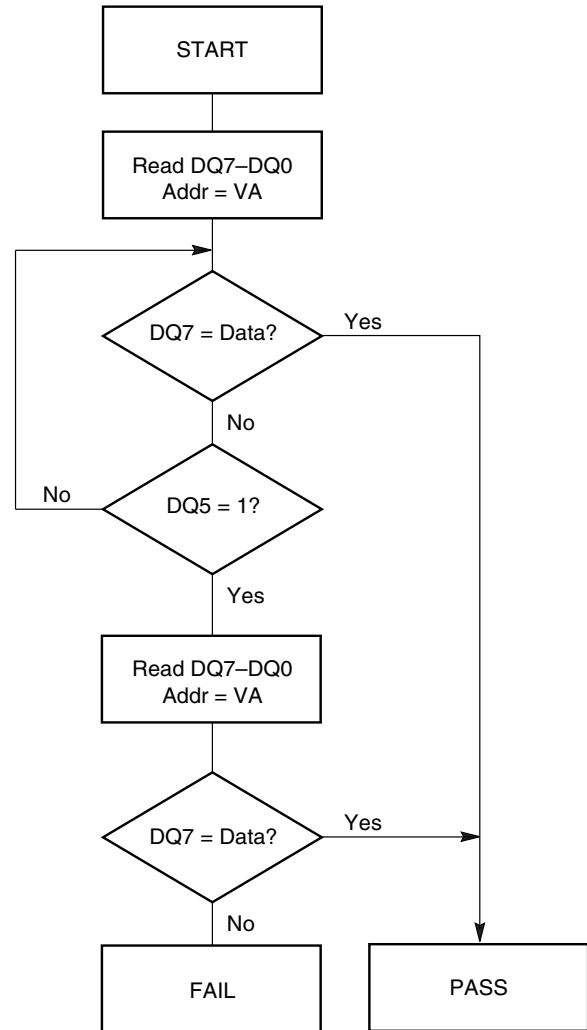 START
Read DQ7–DQ0
Addr = VA
DQ7 = Data?
Yes
No
No
DQ5 = 1?
Yes
Read DQ7–DQ0
Addr = VA
DQ7 = Data?
Yes
No
FAIL
PASS